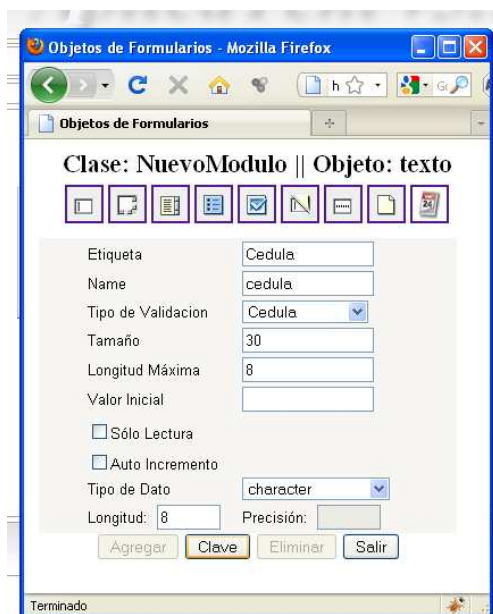 Objetos de Formularios - Mozilla Firefox
h
Objetos de Formularios
Clase: NuevoModulo || Objeto: texto
24
Etiqueta Cedula
Name cedula
Tipo de Validacion Cedula
Tamaño 30
Longitud Máxima 8
Valor Inicial
Sólo Lectura
Auto Incremento
Tipo de Dato character
Longitud: 8 Precisión:
Agregar Clave Eliminar Salir
Terminado